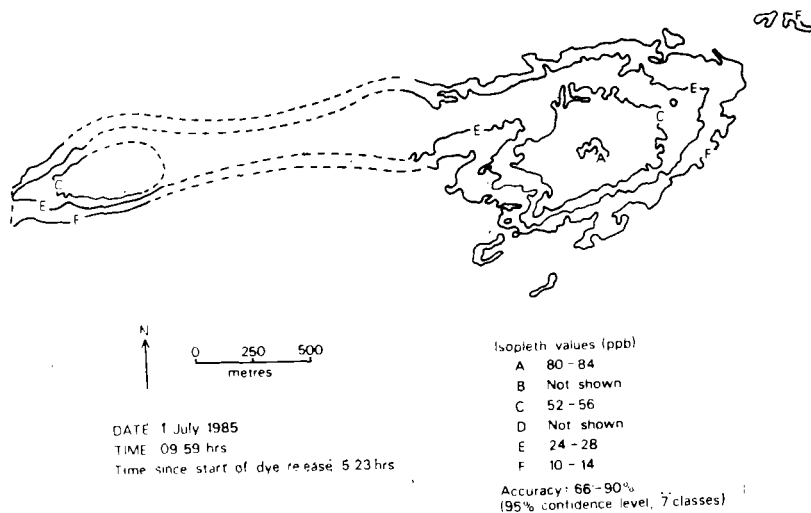 F
E
C
E
A
F
C
E
F
N
0 250 500
metres
DATE 1 July 1985
TIME 09 59 hrs
Time since start of dye release 5 23 hrs
Isopleth values (ppb)
A 80 - 84
B Not shown
C 52 - 56
D Not shown
E 24 - 28
F 10 - 14
Accuracy : 66 - 90%
(95% confidence level, 7 classes)